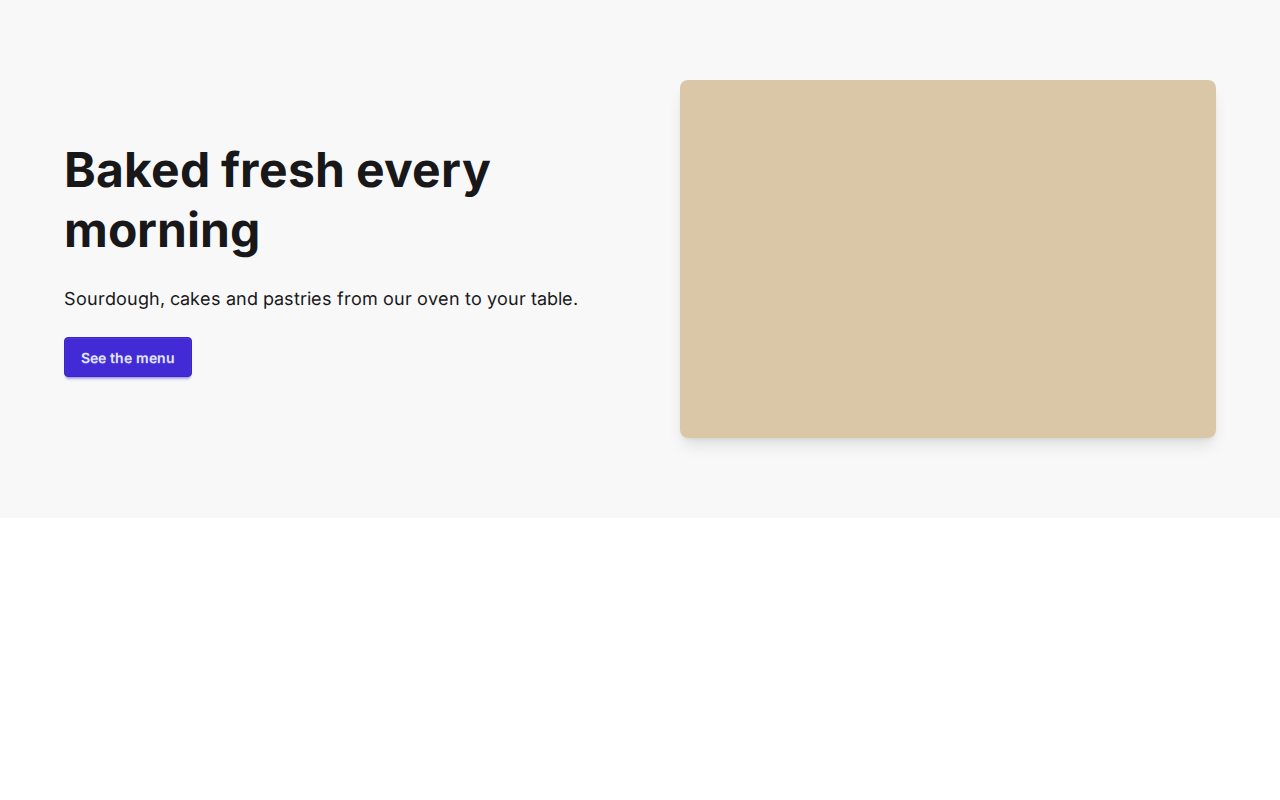 Baked fresh every
morning
Sourdough, cakes and pastries from our oven to your table.
See the menu